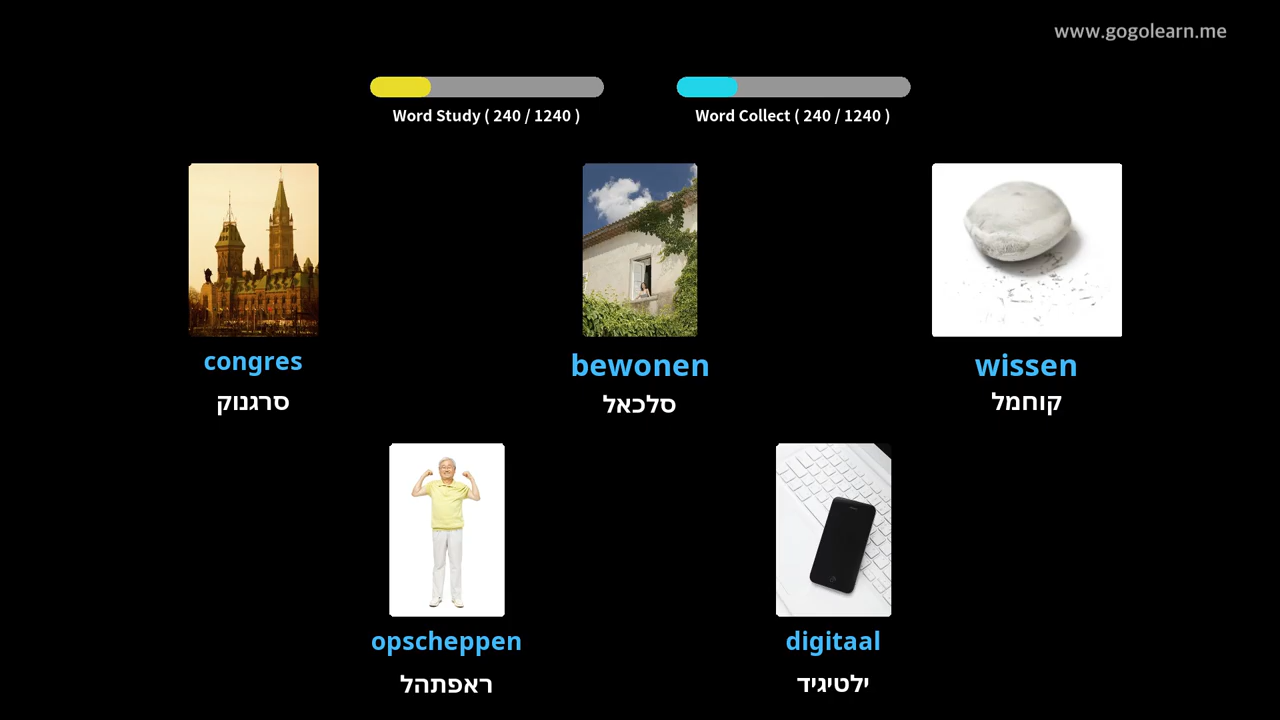 www.gogolearn.me
Word Study ( 240 / 1240 )
Word Collect ( 240 / 1240 )
congres
סרגנוק
bewonen
סלכאל
wissen
קוחמל
opscheppen
ראפתהל
digitaal
ילטיגיד